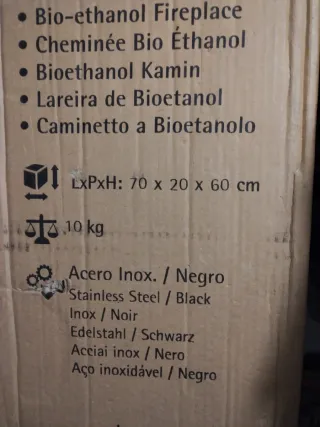 • Bio-ethanol Fireplace
• Cheminée Bio Éthanol
• Bioethanol Kamin
• Lareira de Bioetanol
• Caminetto a Bioetanolo
LxPxH: 70 x 20 x 60 cm
10 kg
Acero Inox. / Negro
Stainless Steel / Black
Inox / Noir
Edelstahl / Schwarz
Acciai inox / Nero
Aço inoxidável / Negro